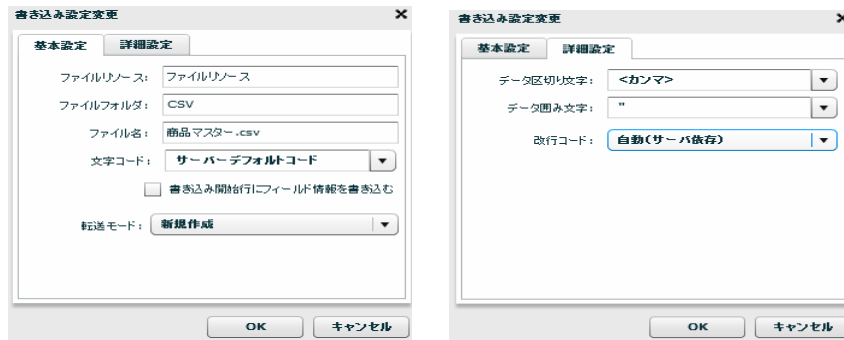 書き込み設定変更
基本設定 詳細設定
ファイルリソース: ファイルリソース
ファイルフォルダ: CSV
ファイル名: 商品マスター.csv
文字コード: サーバーデフォルトコード
書き込み開始行にフィールド情報を書き込む
転送モード: 新規作成
OK キャンセル
書き込み設定変更
基本設定 詳細設定
データ区切り文字: <カンマ>
データ囲み文字: "
改行コード: 自動(サーバ依存)
OK キャンセル